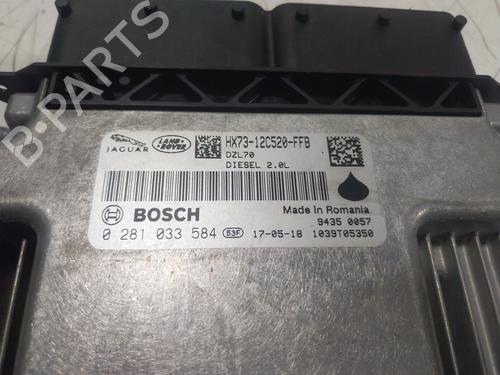 B-PARTS
JAGUAR
LAND ROVER
HX73-12C520-FFB
DZL70
DIESEL 2.0L
BOSCH
Made in Romania
9435 0057
0 281 033 584 53F 17-05-18 1039T05350